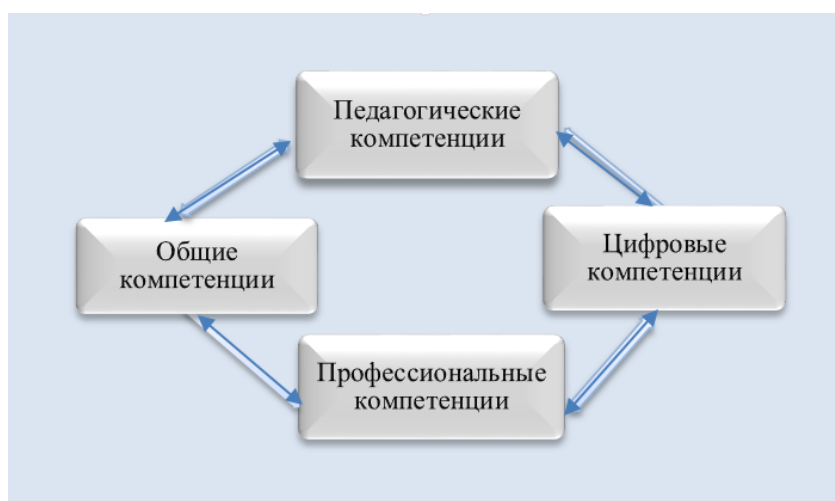 Педагогические
компетенции
Общие
компетенции
Цифровые
компетенции
Профессиональные
компетенции